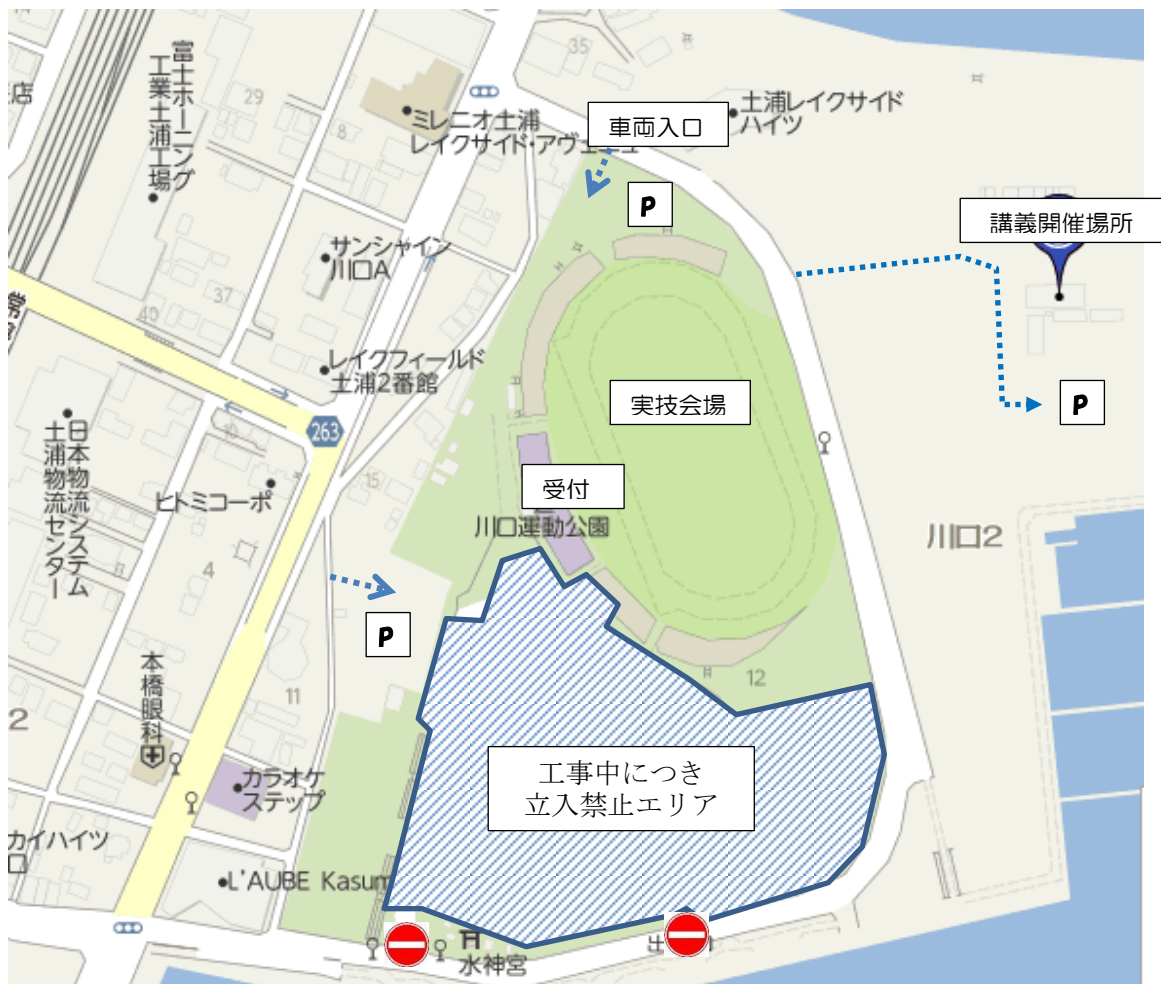 店
富士ホーニング
工業土浦工場
29
8
35
ミレニオ土浦
レイクサイド・アヴェニュ
車両入口
土浦レイクサイド
ハイツ
P
講義開催場所
サンシャイン
川口A
37
40
常
レイクフィールド
土浦2番館
実技会場
P
263
10
日本物流システム
土浦物流センター
ヒトミコーポ
15
受付
川口運動公園
川口2
4
P
12
本橋眼科
11
2
工事中につき
立入禁止エリア
カラオケ
ステップ
カイハイツ
口
L'AUBE Kasum
出
水神宮